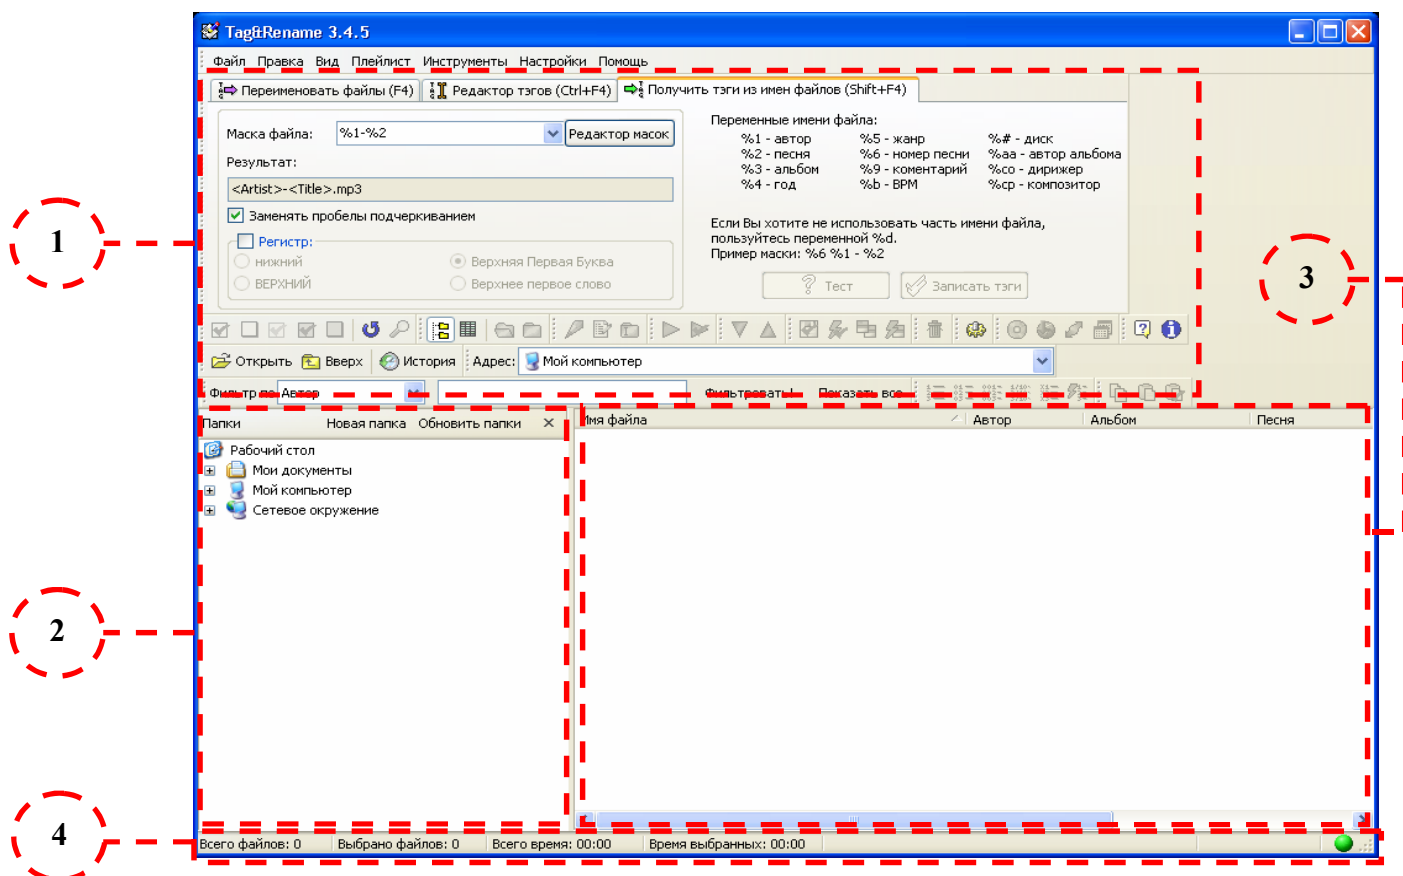 Tag&Rename 3.4.5
Файл Правка Вид Плейлист Инструменты Настройки Помощь
Переименовать файлы (F4) Редактор тэгов (Ctrl+F4) Получить тэги из имен файлов (Shift+F4)
Маска файла: %1-%2 Редактор масок
Результат:
<Artist>-<Title>.mp3
Заменять пробелы подчеркиванием
Регистр:
нижний Верхняя Первая Буква
ВЕРХНИЙ Верхнее первое слово
Переменные имени файла:
%1 - автор %5 - жанр %# - диск
%2 - песня %6 - номер песни %aa - автор альбома
%3 - альбом %9 - коментарий %co - дирижер
%4 - год %b - BPM %cp - композитор
Если Вы хотите не использовать часть имени файла,
пользуйтесь переменной %d.
Пример маски: %6 %1 - %2
Тест Записать тэги
1
3
Открыть Вверх История Адрес: Мой компьютер
Фильтр по Автор Фильтровать! Показать все
Папки Новая папка Обновить папки
Имя файла Автор Альбом Песня
Рабочий стол
Мои документы
Мой компьютер
Сетевое окружение
2
4
Всего файлов: 0 Выбрано файлов: 0 Всего время: 00:00 Время выбранных: 00:00